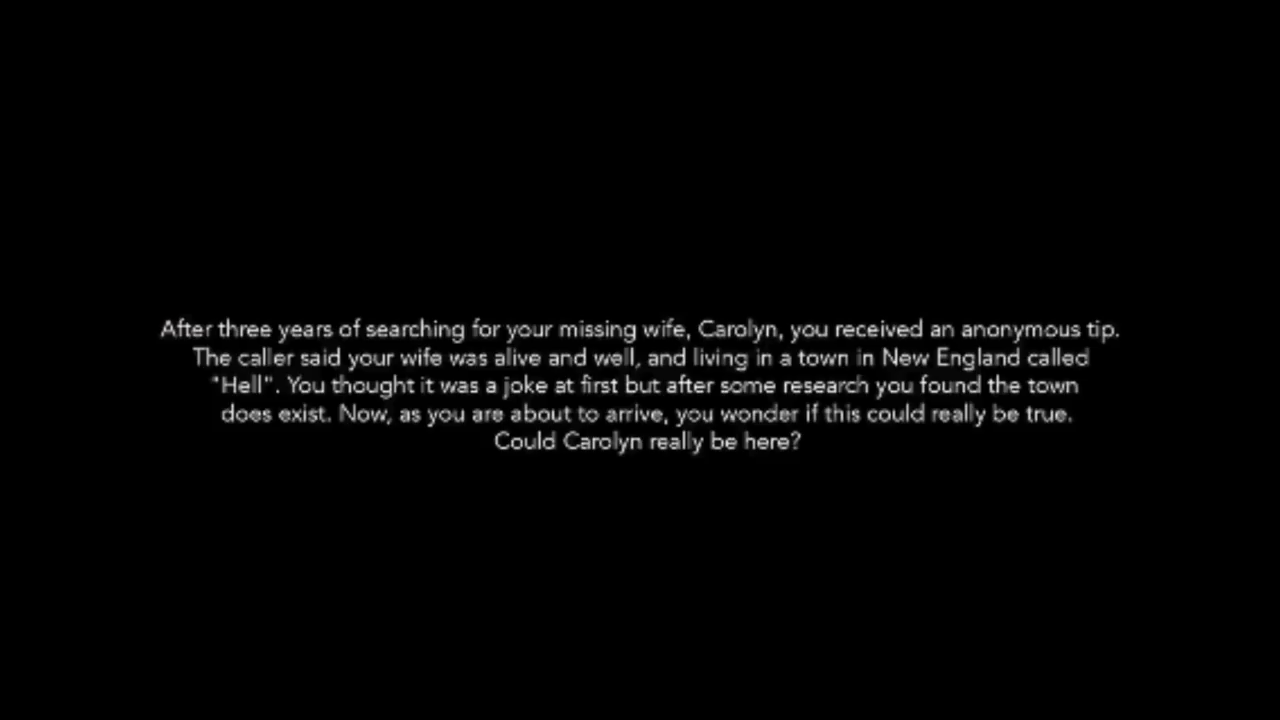 After three years of searching for your missing wife, Carolyn, you received an anonymous tip.
The caller said your wife was alive and well, and living in a town in New England called
"Hell". You thought it was a joke at first but after some research you found the town
does exist. Now, as you are about to arrive, you wonder if this could really be true.
Could Carolyn really be here?